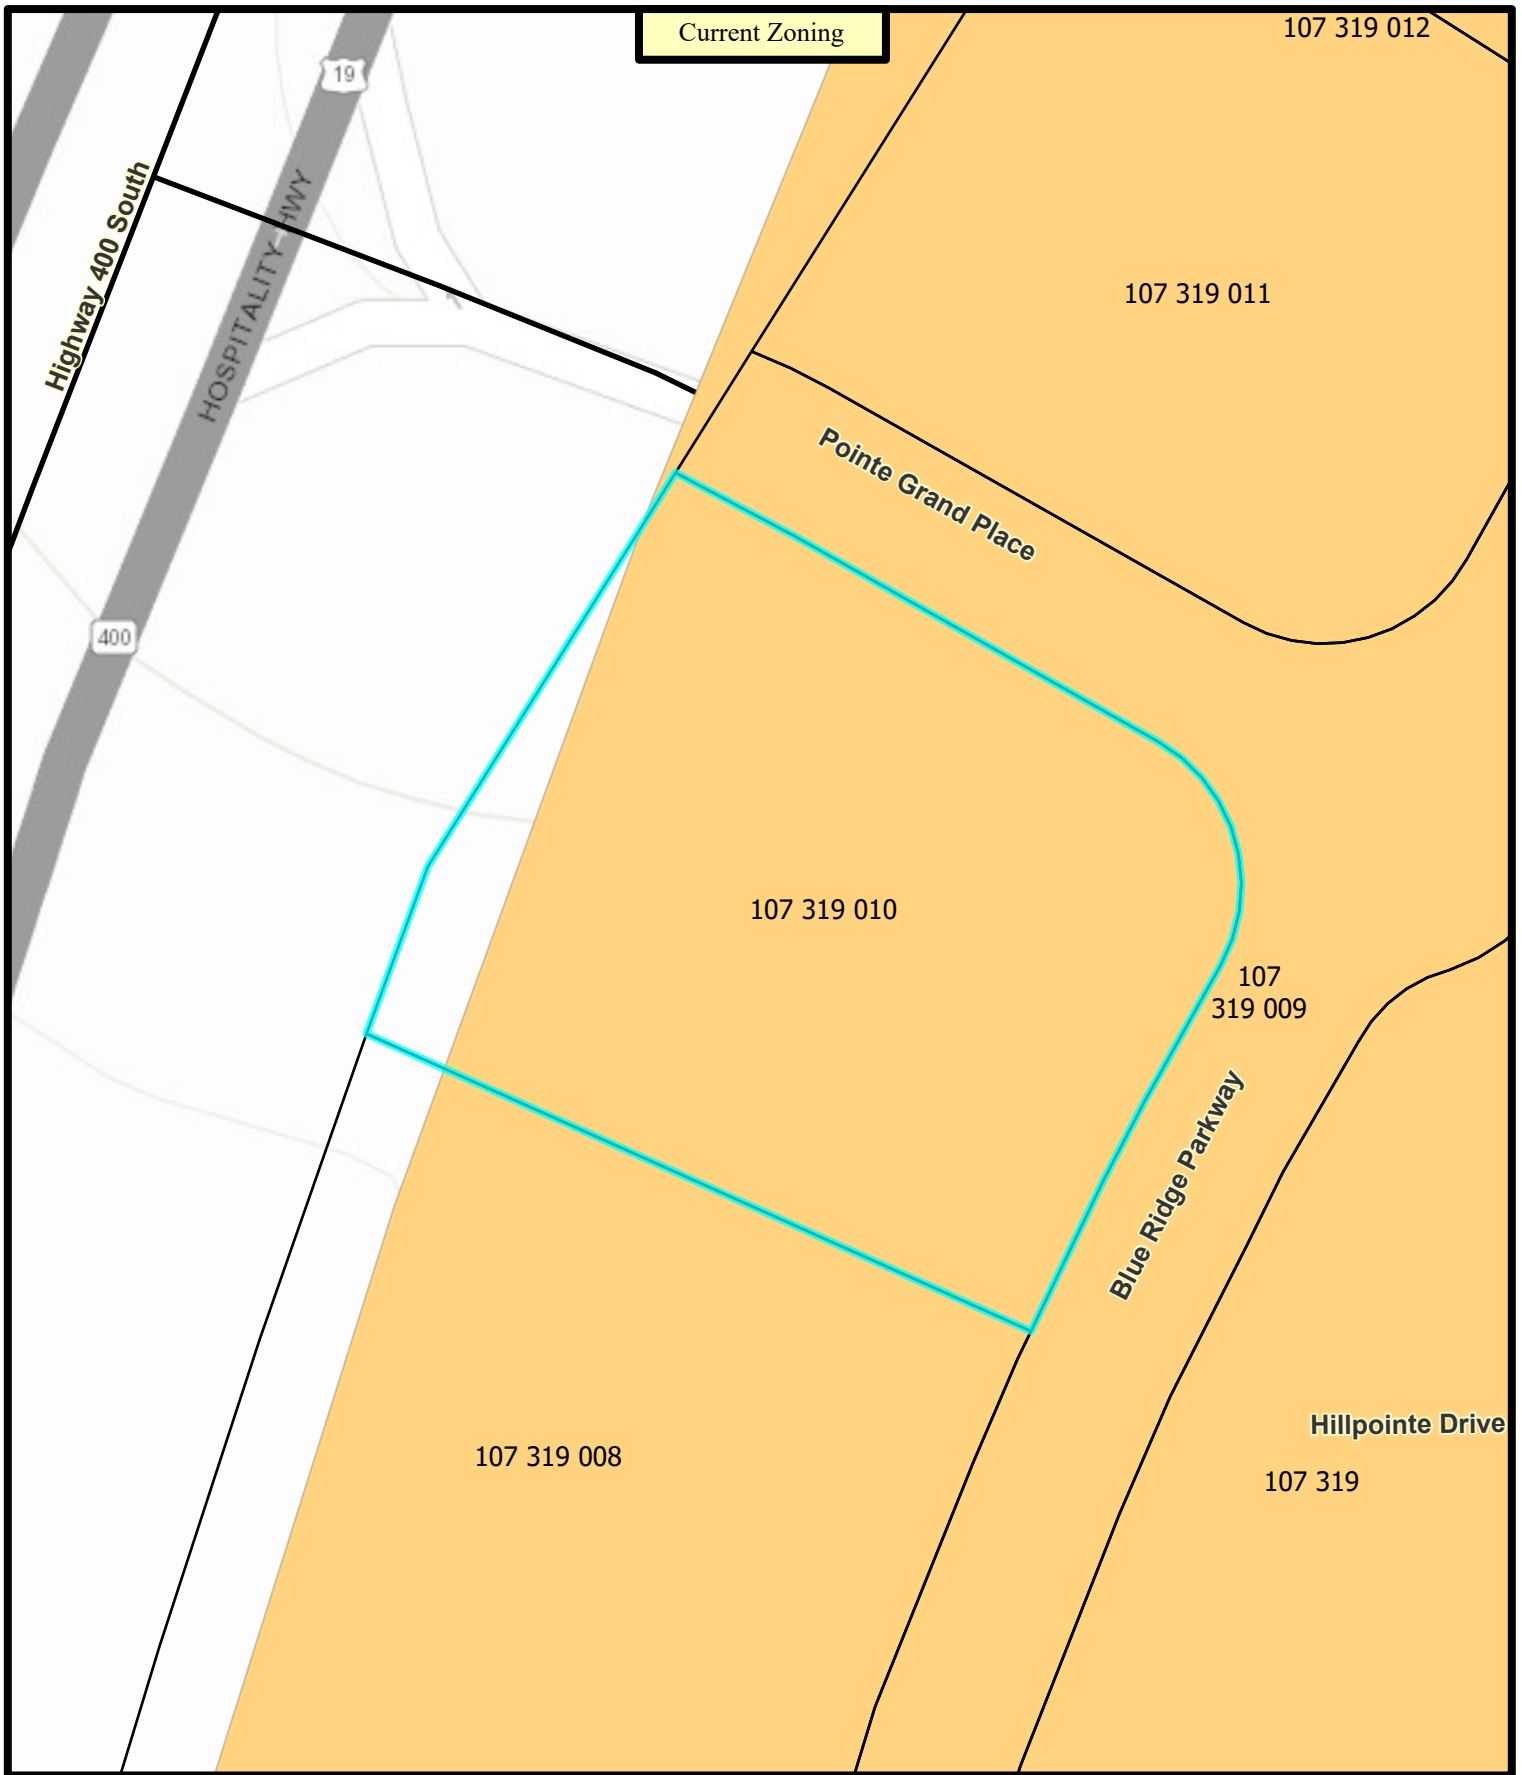 Current Zoning
107 319 012
19
Highway 400 South
HOSPITALITY HWY
107 319 011
Pointe Grand Place
400
107 319 010
107
319 009
Blue Ridge Parkway
Hillpointe Drive
107 319 008
107 319